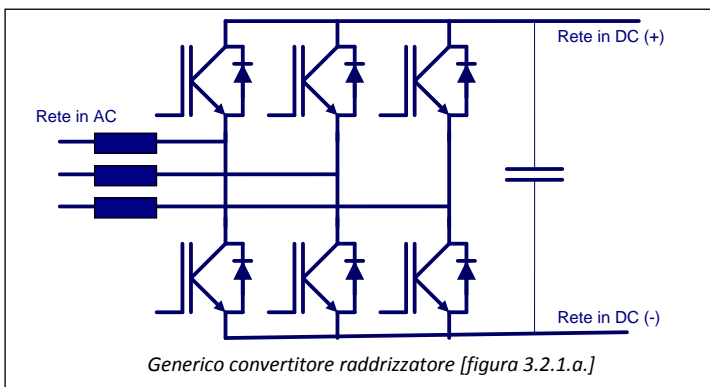 Rete in DC (+)
Rete in AC
Rete in DC (-)
Generico convertitore raddrizzatore [figura 3.2.1.a.]